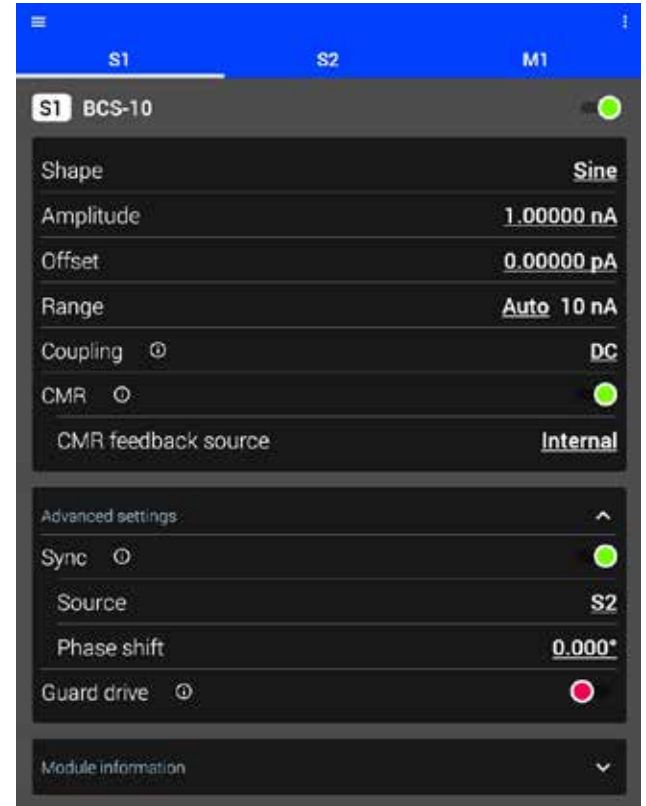 S1 S2 M1
S1 BCS-10
Shape Sine
Amplitude 1.00000 nA
Offset 0.00000 pA
Range Auto 10 nA
Coupling DC
CMR
CMR feedback source Internal
Advanced settings
Sync
Source S2
Phase shift 0.000°
Guard drive
Module information